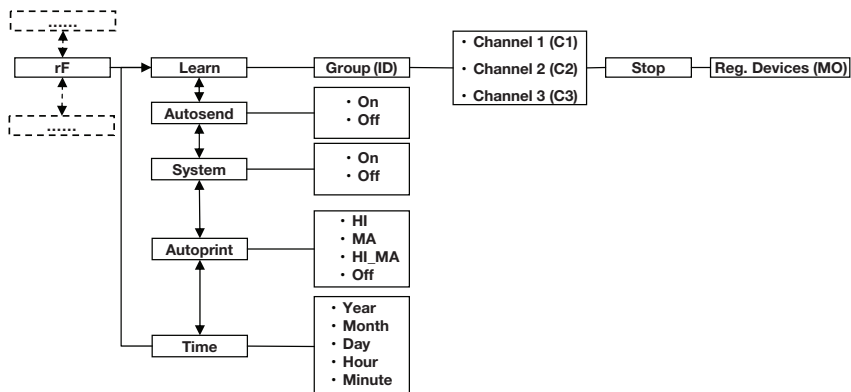 ......
rF
......
Learn
Group (ID)
• Channel 1 (C1)
• Channel 2 (C2)
• Channel 3 (C3)
Stop
Reg. Devices (MO)
Autosend
• On
• Off
System
• On
• Off
Autoprint
• HI
• MA
• HI_MA
• Off
Time
• Year
• Month
• Day
• Hour
• Minute